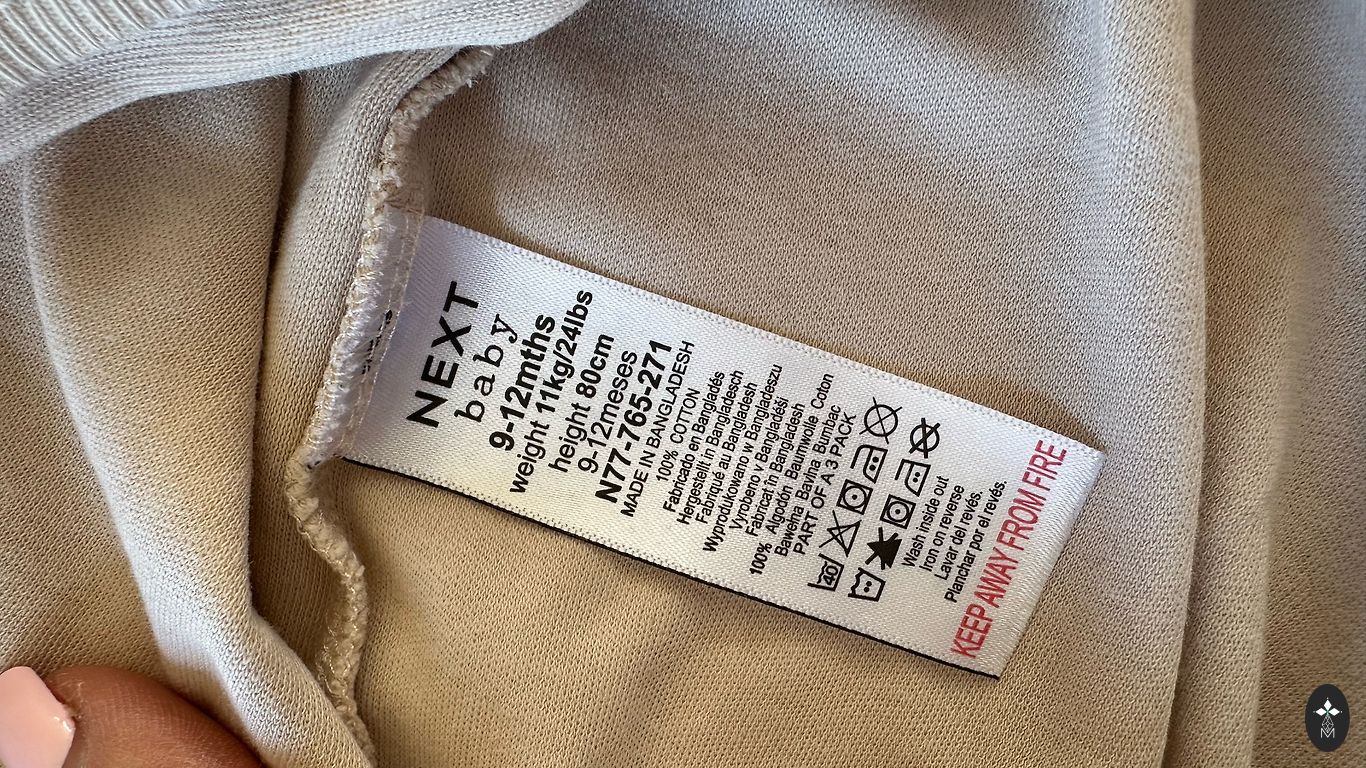 NEXT
baby
9-12mths
weight 11kg/24lbs
height 80cm
9-12meses
N77-765-271
MADE IN BANGLADESH
100% COTTON
Fabricado en Bangladés
Hergestellt in Bangladesch
Fabriqué au Bangladesh
Wyprodukowano w Bangladeszu
Vyrobeno v Bangladéši
Fabricat în Bangladesh
100% Algodón Baumwolle Coton
Bawełna Bavlna Bumbac
PART OF A 3 PACK
40
Wash inside out
Iron on reverse
Lavar del revés.
Planchar por el revés.
KEEP AWAY FROM FIRE
M